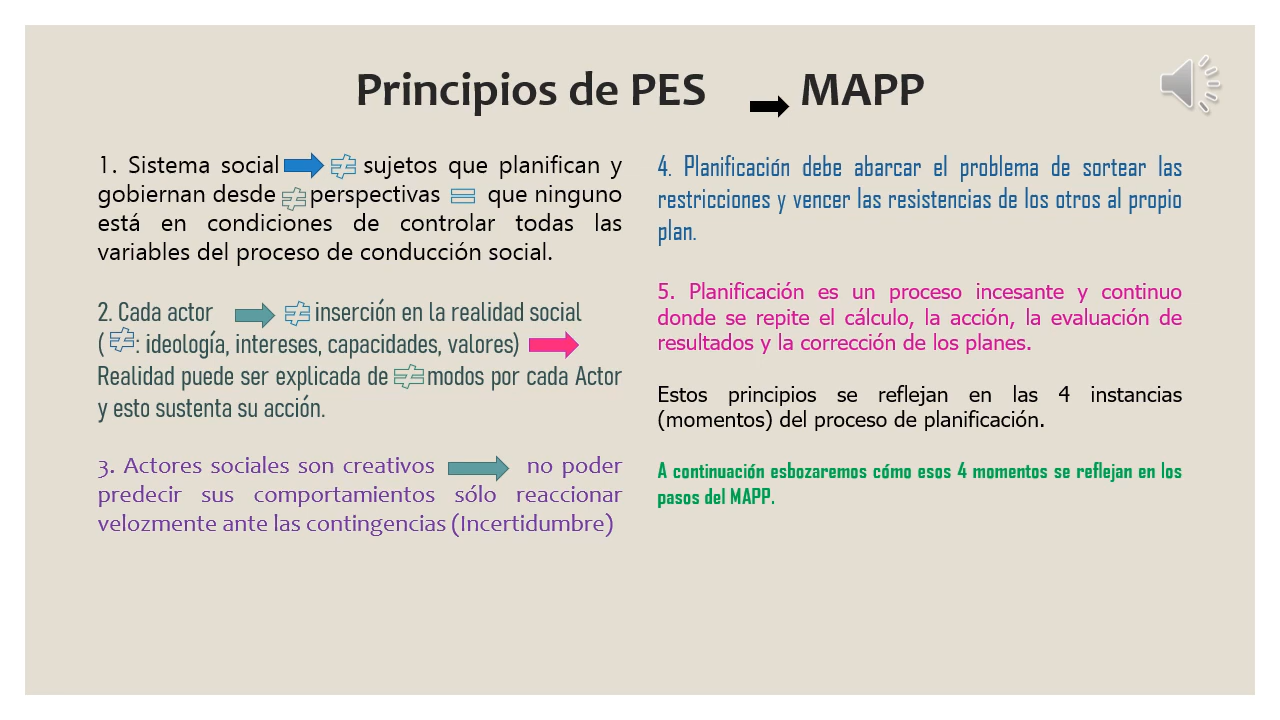 Principios de PES ➡ MAPP
1. Sistema social ➡ ≠ sujetos que planifican y
gobiernan desde ≠ perspectivas = que ninguno
está en condiciones de controlar todas las
variables del proceso de conducción social.
2. Cada actor ➡ ≠ inserción en la realidad social
( ≠: ideología, intereses, capacidades, valores) ➡
Realidad puede ser explicada de ≠ modos por cada Actor
y esto sustenta su acción.
3. Actores sociales son creativos ➡ no poder
predecir sus comportamientos sólo reaccionar
velozmente ante las contingencias (Incertidumbre)
4. Planificación debe abarcar el problema de sortear las
restricciones y vencer las resistencias de los otros al propio
plan.
5. Planificación es un proceso incesante y continuo
donde se repite el cálculo, la acción, la evaluación de
resultados y la corrección de los planes.
Estos principios se reflejan en las 4 instancias
(momentos) del proceso de planificación.
A continuación esbozaremos cómo esos 4 momentos se reflejan en los
pasos del MAPP.